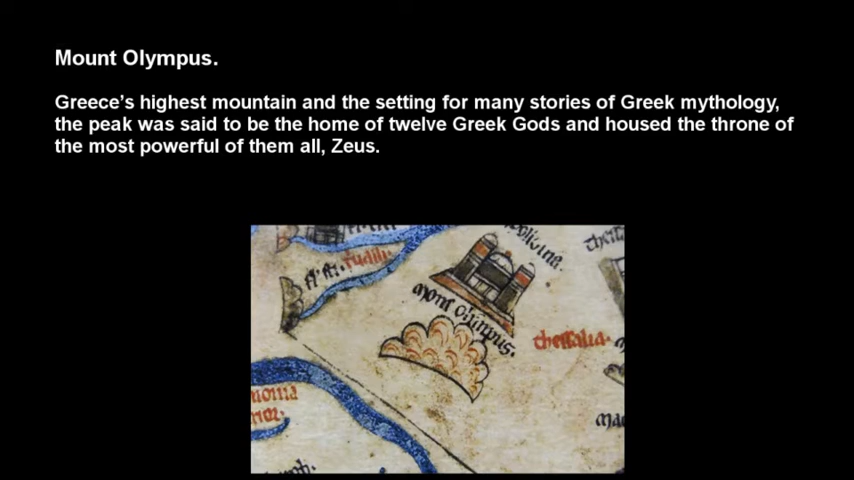 Mount Olympus.
Greece’s highest mountain and the setting for many stories of Greek mythology,
the peak was said to be the home of twelve Greek Gods and housed the throne of
the most powerful of them all, Zeus.
mons olimpus.
thessalia.